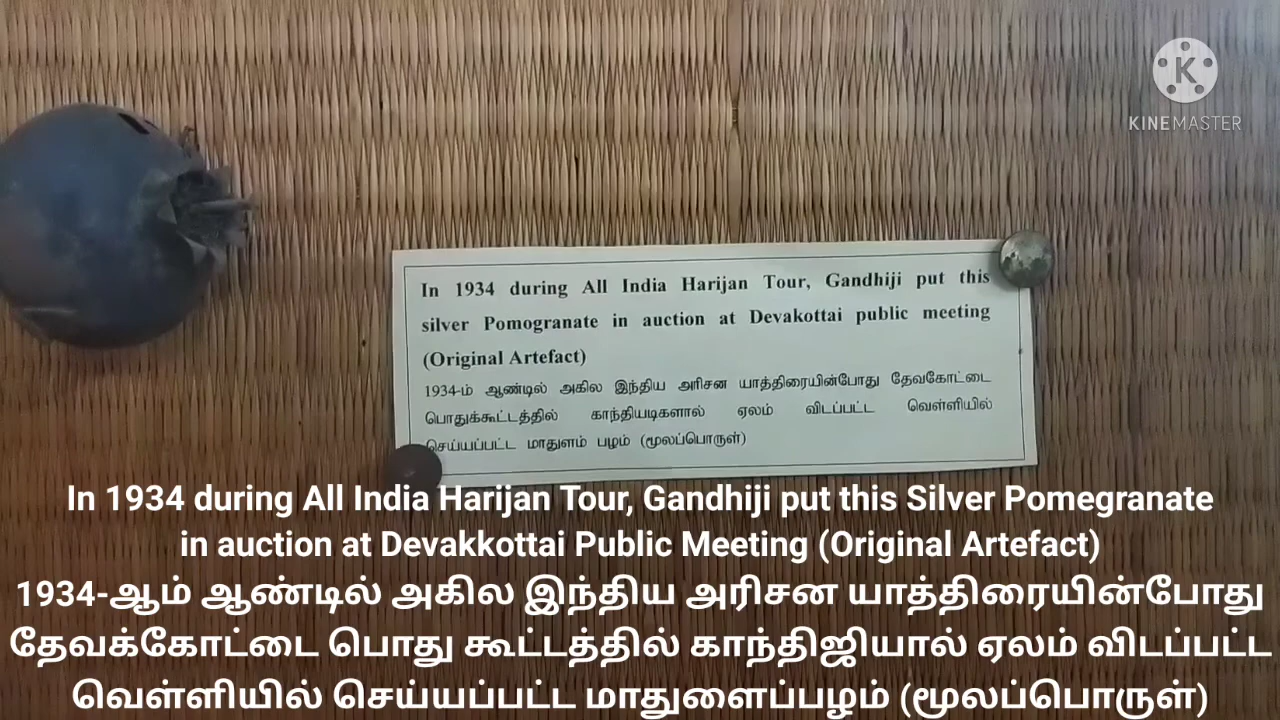 KINEMASTER
In 1934 during All India Harijan Tour, Gandhiji put this
silver Pomogranate in auction at Devakottai public meeting
(Original Artefact)
1934-ம் ஆண்டில் அகில இந்திய அரிசன யாத்திரையின்போது தேவகோட்டை
பொதுக்கூட்டத்தில் காந்தியடிகளால் ஏலம் விடப்பட்ட வெள்ளியில்
செய்யப்பட்ட மாதுளம் பழம் (மூலப்பொருள்)
In 1934 during All India Harijan Tour, Gandhiji put this Silver Pomegranate
in auction at Devakkottai Public Meeting (Original Artefact)
1934-ஆம் ஆண்டில் அகில இந்திய அரிசன யாத்திரையின்போது
தேவக்கோட்டை பொது கூட்டத்தில் காந்திஜியால் ஏலம் விடப்பட்ட
வெள்ளியில் செய்யப்பட்ட மாதுளைப்பழம் (மூலப்பொருள்)